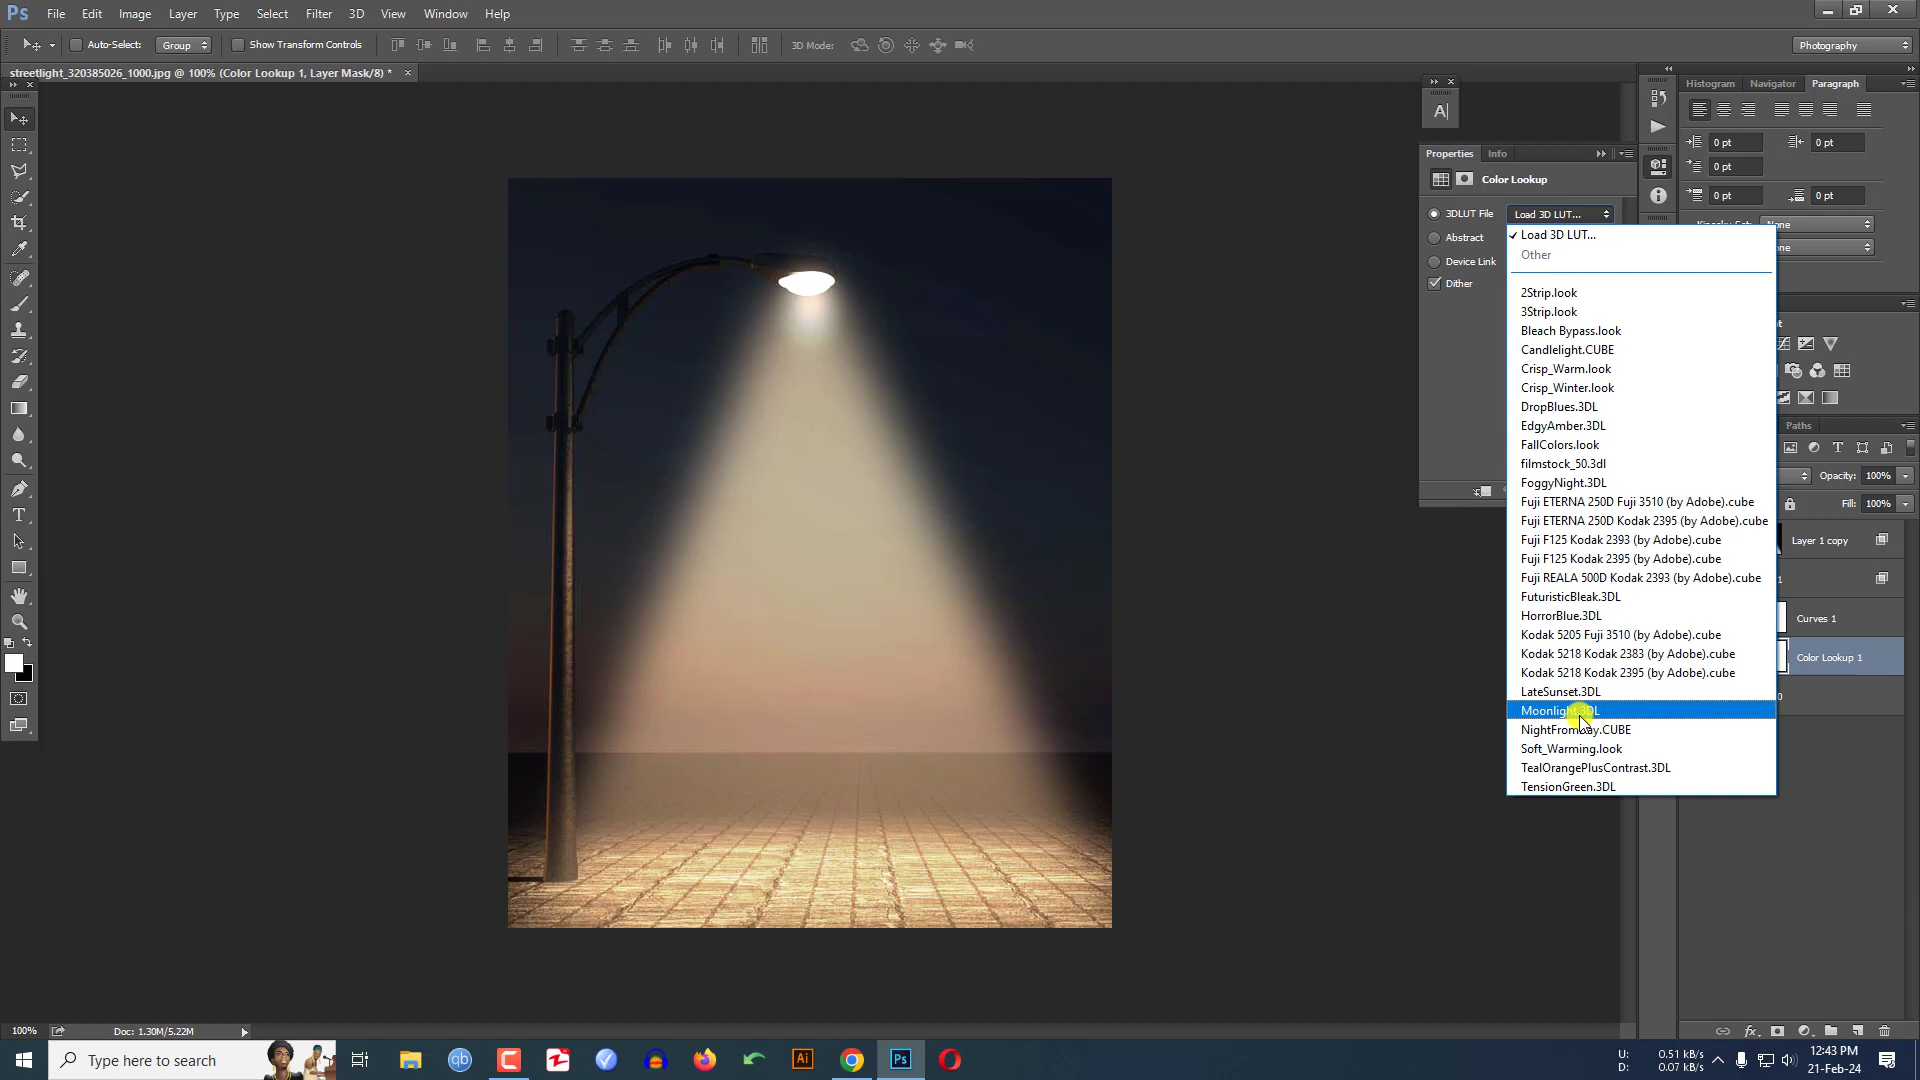 Ps File Edit Image Layer Type Select Filter 3D View Window Help
Auto-Select: Group Show Transform Controls 3D Mode: Photography
streetlight_320385026_1000.jpg @ 100% (Color Lookup 1, Layer Mask/8) *
Histogram Navigator Paragraph
A
0 pt 0 pt
Properties Info
0 pt
Color Lookup
0 pt 0 pt
3DLUT File Load 3D LUT...
None
Abstract
Device Link
Dither
Load 3D LUT...
Other
2Strip.look
3Strip.look
Bleach Bypass.look
Candlelight.CUBE
Crisp_Warm.look
Crisp_Winter.look
DropBlues.3DL
EdgyAmber.3DL
FallColors.look
filmstock_50.3dl
FoggyNight.3DL
Fuji ETERNA 250D Fuji 3510 (by Adobe).cube
Fuji ETERNA 250D Kodak 2395 (by Adobe).cube
Fuji F125 Kodak 2393 (by Adobe).cube
Fuji F125 Kodak 2395 (by Adobe).cube
Fuji REALA 500D Kodak 2393 (by Adobe).cube
FuturisticBleak.3DL
HorrorBlue.3DL
Kodak 5205 Fuji 3510 (by Adobe).cube
Kodak 5218 Kodak 2383 (by Adobe).cube
Kodak 5218 Kodak 2395 (by Adobe).cube
LateSunset.3DL
Moonlight.3DL
NightFromDay.CUBE
Soft_Warming.look
TealOrangePlusContrast.3DL
TensionGreen.3DL
Paths
Opacity: 100%
Fill: 100%
Layer 1 copy
1
Curves 1
Color Lookup 1
0
100% Doc: 1.30M/5.22M
Type here to search
U: 0.51 kB/s
D: 0.07 kB/s
12:43 PM
21-Feb-24